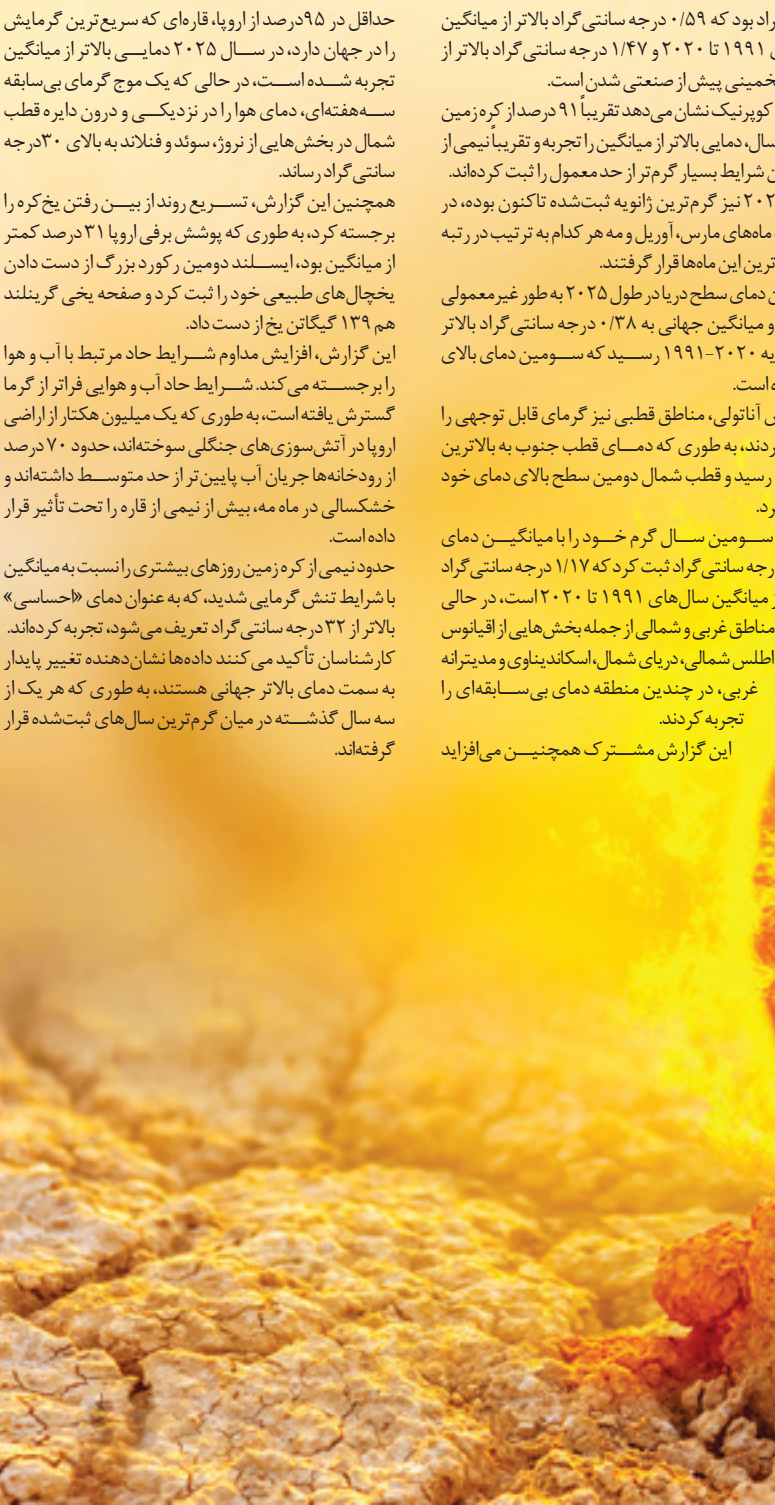 راد بود که ۰/۵۹ درجه سانتی‌گراد بالاتر از میانگین
۱۹۹۱ تا ۲۰۲۰ و ۱/۴۷ درجه سانتی‌گراد بالاتر از
خمینی پیش از صنعتی شدن است.
کوپرنیک نشان می‌دهد تقریباً ۹۱ درصد از کره زمین
سال، دمایی بالاتر از میانگین را تجربه و تقریباً نیمی از
ن شرایط بسیار گرم‌تر از حد معمول را ثبت کرده‌اند.
۲۰۲ نیز گرم‌ترین ژانویه ثبت‌شده تاکنون بوده، در
ماه‌های مارس، آوریل و مه هر کدام به ترتیب در رتبه
ترین این ماه‌ها قرار گرفتند.
ن دمای سطح دریا در طول ۲۰۲۵ به طور غیرمعمولی
و میانگین جهانی به ۰/۳۸ درجه سانتی‌گراد بالاتر
یه ۲۰۲۰-۱۹۹۱ رسید که سومین دمای بالای
ه است.
س آناتولی، مناطق قطبی نیز گرمای قابل توجهی را
ردند، به طوری که دمای قطب جنوب به بالاترین
رسید و قطب شمال دومین سطح بالای دمای خود
رد.
سومین سال گرم خود را با میانگین دمای
رجه سانتی‌گراد ثبت کرد که ۱/۱۷ درجه سانتی‌گراد
ز میانگین سال‌های ۱۹۹۱ تا ۲۰۲۰ است، در حالی
مناطق غربی و شمالی از جمله بخش‌هایی از اقیانوس
اطلس شمالی، دریای شمال، اسکاندیناوی و مدیترانه
غربی، در چندین منطقه دمای بی‌سابقه‌ای را
تجربه کردند.
این گزارش مشترک همچنین می‌افزاید
حداقل در ۹۵درصد از اروپا، قاره‌ای که سریع‌ترین گرمایش
را در جهان دارد، در سال ۲۰۲۵ دمایی بالاتر از میانگین
تجربه شده است، در حالی که یک موج گرمای بی‌سابقه
سه‌هفته‌ای، دمای هوا را در نزدیکی و درون دایره قطب
شمال در بخش‌هایی از نروژ، سوئد و فنلاند به بالای ۳۰درجه
سانتی‌گراد رساند.
همچنین این گزارش، تسریع روند از بین رفتن یخ‌کره را
برجسته کرد، به طوری که پوشش برفی اروپا ۳۱ درصد کمتر
از میانگین بود، ایسلند دومین رکورد بزرگ از دست دادن
یخچال‌های طبیعی خود را ثبت کرد و صفحه یخی گرینلند
هم ۱۳۹ گیگاتن یخ از دست داد.
این گزارش، افزایش مداوم شرایط حاد مرتبط با آب و هوا
را برجسته می‌کند. شرایط حاد آب و هوایی فراتر از گرما
گسترش یافته است، به طوری که یک میلیون هکتار از اراضی
اروپا در آتش‌سوزی‌های جنگلی سوخته‌اند، حدود ۷۰ درصد
از رودخانه‌ها جریان آب پایین‌تر از حد متوسط داشته‌اند و
خشکسالی در ماه مه، بیش از نیمی از قاره را تحت تأثیر قرار
داده است.
حدود نیمی از کره زمین روزهای بیشتری را نسبت به میانگین
با شرایط تنش گرمایی شدید، که به عنوان دمای «احساسی»
بالاتر از ۳۲ درجه سانتی‌گراد تعریف می‌شود، تجربه کرده‌اند.
کارشناسان تأکید می‌کنند داده‌ها نشان‌دهنده تغییر پایدار
به سمت دمای بالاتر جهانی هستند، به طوری که هر یک از
سه سال گذشته در میان گرم‌ترین سال‌های ثبت‌شده قرار
گرفته‌اند.